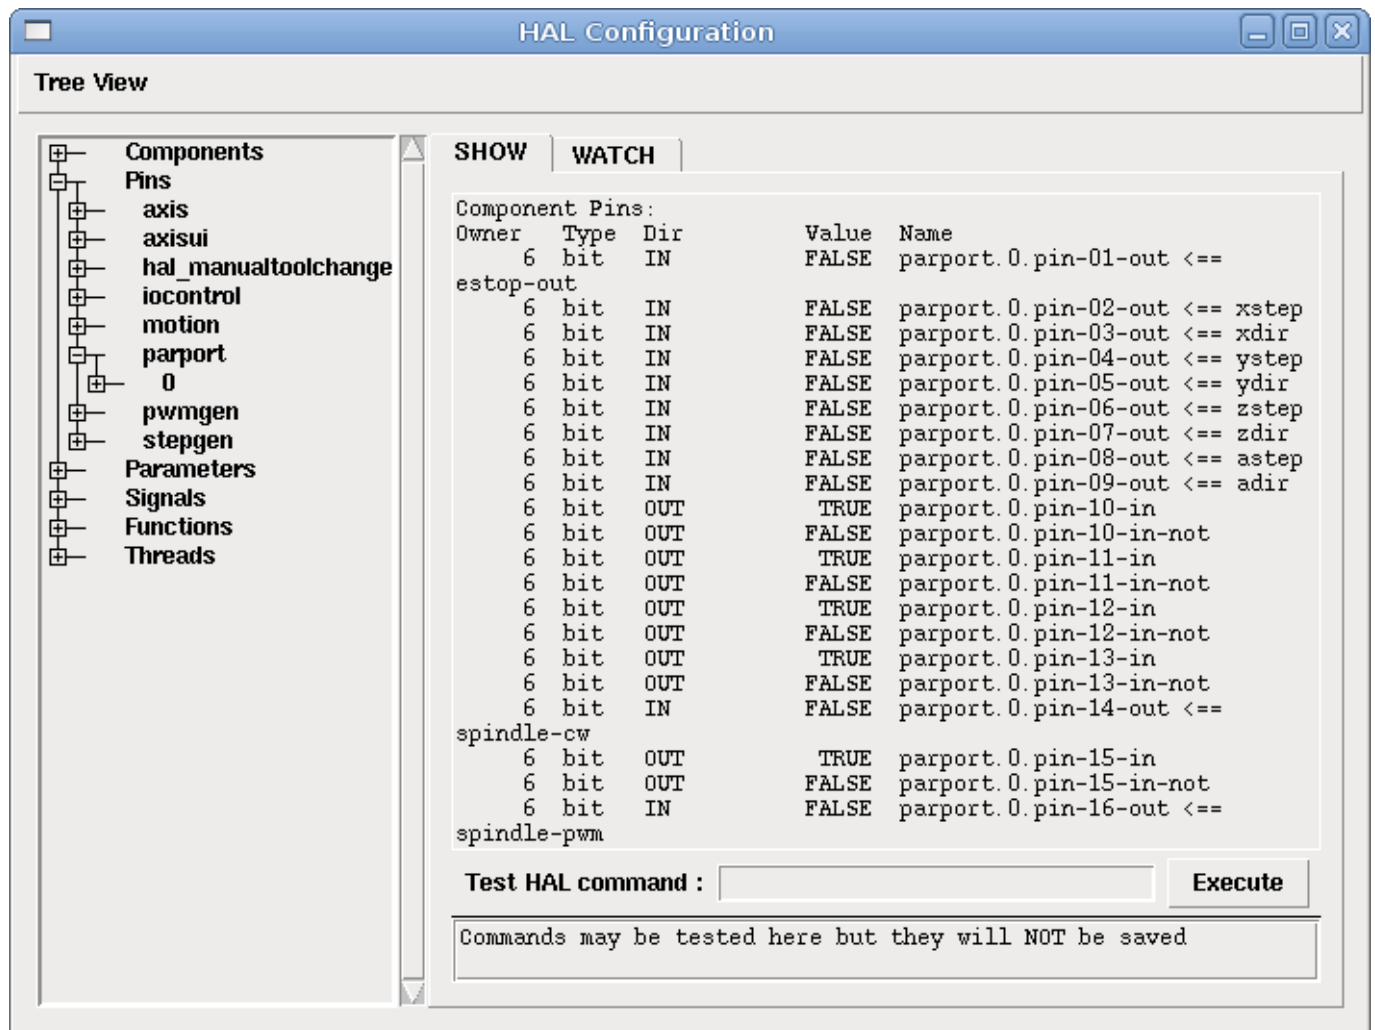 HAL Configuration
Tree View
Components
Pins
axis
axisui
hal_manualtoolchange
iocontrol
motion
parport
0
pwmgen
stepgen
Parameters
Signals
Functions
Threads
SHOW WATCH
Component Pins:
Owner Type Dir Value Name
6 bit IN FALSE parport.0.pin-01-out <==
estop-out
6 bit IN FALSE parport.0.pin-02-out <== xstep
6 bit IN FALSE parport.0.pin-03-out <== xdir
6 bit IN FALSE parport.0.pin-04-out <== ystep
6 bit IN FALSE parport.0.pin-05-out <== ydir
6 bit IN FALSE parport.0.pin-06-out <== zstep
6 bit IN FALSE parport.0.pin-07-out <== zdir
6 bit IN FALSE parport.0.pin-08-out <== astep
6 bit IN FALSE parport.0.pin-09-out <== adir
6 bit OUT TRUE parport.0.pin-10-in
6 bit OUT FALSE parport.0.pin-10-in-not
6 bit OUT TRUE parport.0.pin-11-in
6 bit OUT FALSE parport.0.pin-11-in-not
6 bit OUT TRUE parport.0.pin-12-in
6 bit OUT FALSE parport.0.pin-12-in-not
6 bit OUT TRUE parport.0.pin-13-in
6 bit OUT FALSE parport.0.pin-13-in-not
6 bit IN FALSE parport.0.pin-14-out <==
spindle-cw
6 bit OUT TRUE parport.0.pin-15-in
6 bit OUT FALSE parport.0.pin-15-in-not
6 bit IN FALSE parport.0.pin-16-out <==
spindle-pwm
Test HAL command : Execute
Commands may be tested here but they will NOT be saved